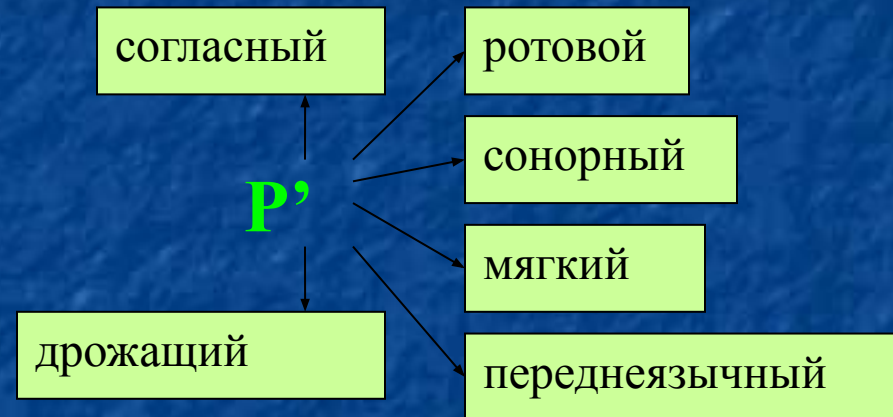 согласный
ротовой
сонорный
Р’
мягкий
дрожащий
переднеязычный